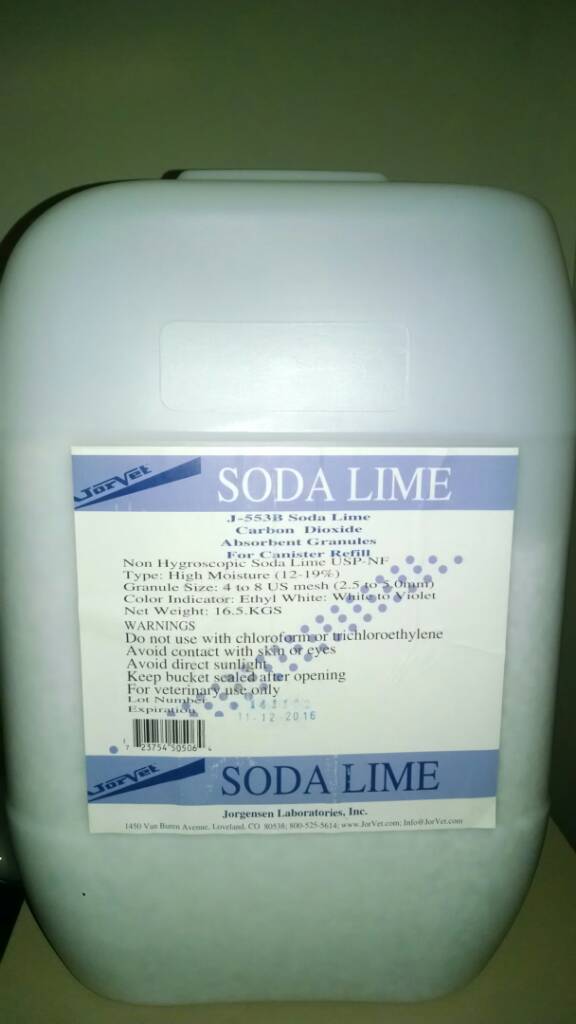 JorVet
SODA LIME
J-553B Soda Lime
Carbon Dioxide
Absorbent Granules
For Canister Refill
Non Hygroscopic Soda Lime USP-NF
Type: High Moisture (12-19%)
Granule Size: 4 to 8 US mesh (2.5 to 5.0mm)
Color Indicator: Ethyl White: White to Violet
Net Weight: 16.5.KGS
WARNINGS
Do not use with chloroform or trichloroethylene
Avoid contact with skin or eyes
Avoid direct sunlight
Keep bucket sealed after opening
For veterinary use only
Lot Number
Expiration 11-12-2016
7 23754 50506 4
JorVet
SODA LIME
Jorgensen Laboratories, Inc.
1450 Van Buren Avenue, Loveland, CO 80538; 800-525-5614; www.JorVet.com; Info@JorVet.com